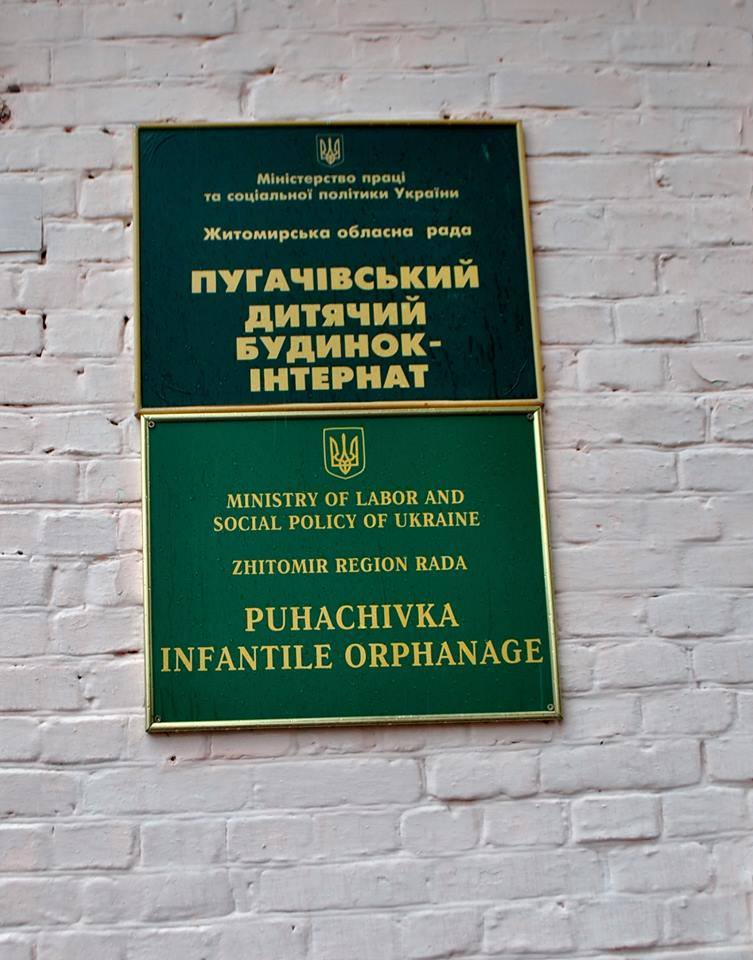 Міністерство праці
та соціальної політики України
Житомирська обласна рада
ПУГАЧІВСЬКИЙ
ДИТЯЧИЙ
БУДИНОК-
ІНТЕРНАТ
MINISTRY OF LABOR AND
SOCIAL POLICY OF UKRAINE
ZHITOMIR REGION RADA
PUHACHIVKA
INFANTILE ORPHANAGE